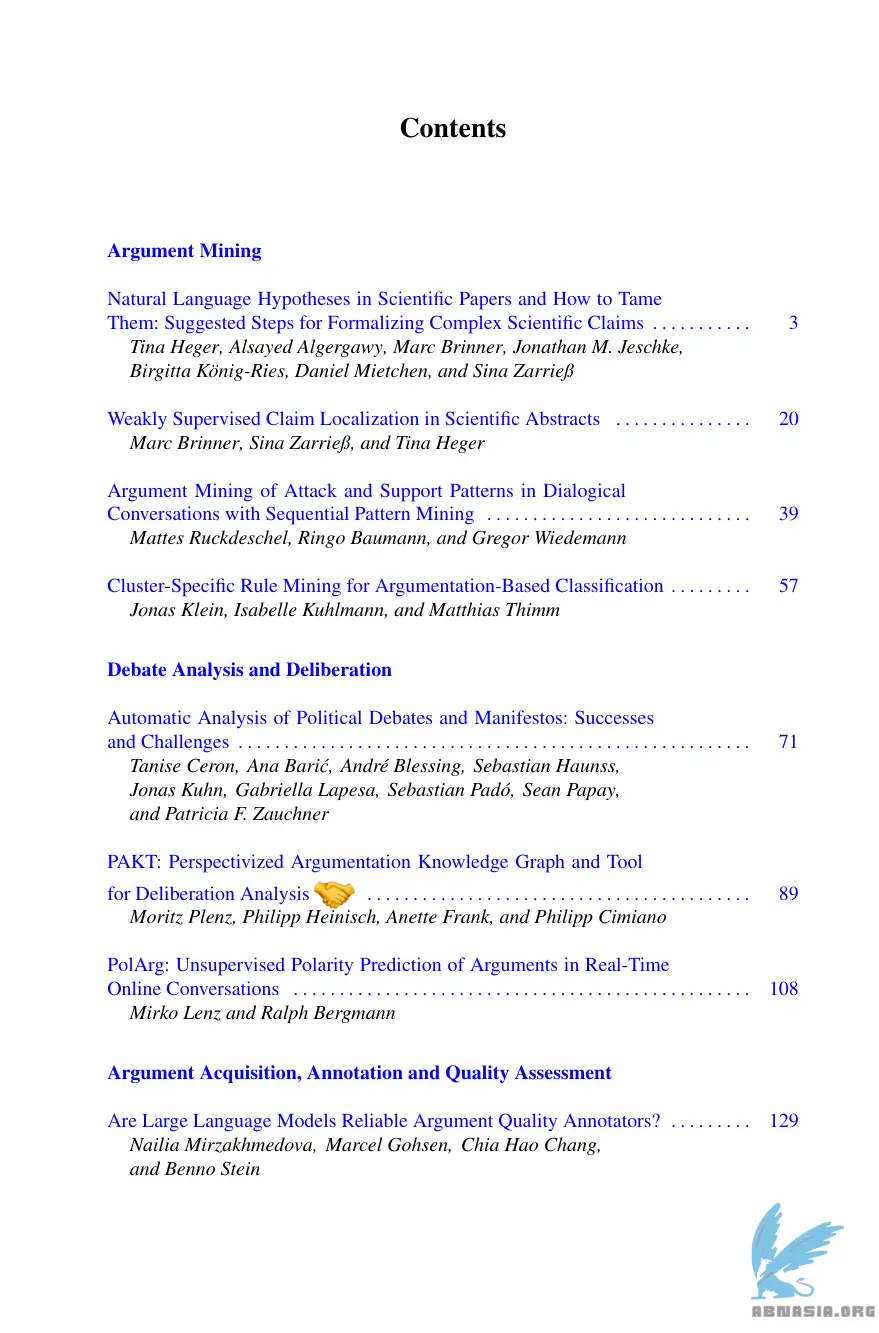 Contents
Argument Mining
Natural Language Hypotheses in Scientific Papers and How to Tame
Them: Suggested Steps for Formalizing Complex Scientific Claims . . . . . . . . . . . 3
Tina Heger, Alsayed Algergawy, Marc Brinner, Jonathan M. Jeschke,
Birgitta König-Ries, Daniel Mietchen, and Sina Zarrieß
Weakly Supervised Claim Localization in Scientific Abstracts . . . . . . . . . . . . . . . 20
Marc Brinner, Sina Zarrieß, and Tina Heger
Argument Mining of Attack and Support Patterns in Dialogical
Conversations with Sequential Pattern Mining . . . . . . . . . . . . . . . . . . . . . . . . . . . . . 39
Mattes Ruckdeschel, Ringo Baumann, and Gregor Wiedemann
Cluster-Specific Rule Mining for Argumentation-Based Classification . . . . . . . . . 57
Jonas Klein, Isabelle Kuhlmann, and Matthias Thimm
Debate Analysis and Deliberation
Automatic Analysis of Political Debates and Manifestos: Successes
and Challenges . . . . . . . . . . . . . . . . . . . . . . . . . . . . . . . . . . . . . . . . . . . . . . . . . . . . . . . . 71
Tanise Ceron, Ana Barić, André Blessing, Sebastian Haunss,
Jonas Kuhn, Gabriella Lapesa, Sebastian Padó, Sean Papay,
and Patricia F. Zauchner
PAKT: Perspectivized Argumentation Knowledge Graph and Tool
for Deliberation Analysis . . . . . . . . . . . . . . . . . . . . . . . . . . . . . . . . . . . . . . . . . . 89
Moritz Plenz, Philipp Heinisch, Anette Frank, and Philipp Cimiano
PolArg: Unsupervised Polarity Prediction of Arguments in Real-Time
Online Conversations . . . . . . . . . . . . . . . . . . . . . . . . . . . . . . . . . . . . . . . . . . . . . . . . . . 108
Mirko Lenz and Ralph Bergmann
Argument Acquisition, Annotation and Quality Assessment
Are Large Language Models Reliable Argument Quality Annotators? . . . . . . . . . 129
Nailia Mirzakhmedova, Marcel Gohsen, Chia Hao Chang,
and Benno Stein
ABNASIA.ORG